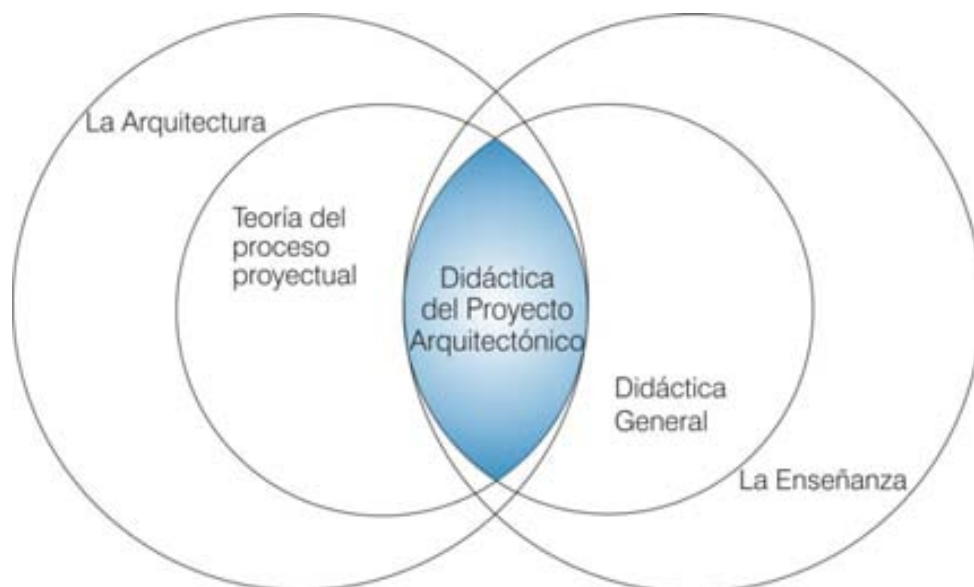 La Arquitectura
Teoría del
proceso
proyectual
Didáctica
del Proyecto
Arquitectónico
Didáctica
General
La Enseñanza